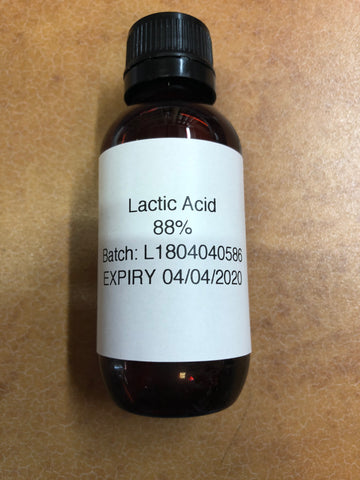 Lactic Acid
88%
Batch: L1804040586
EXPIRY 04/04/2020